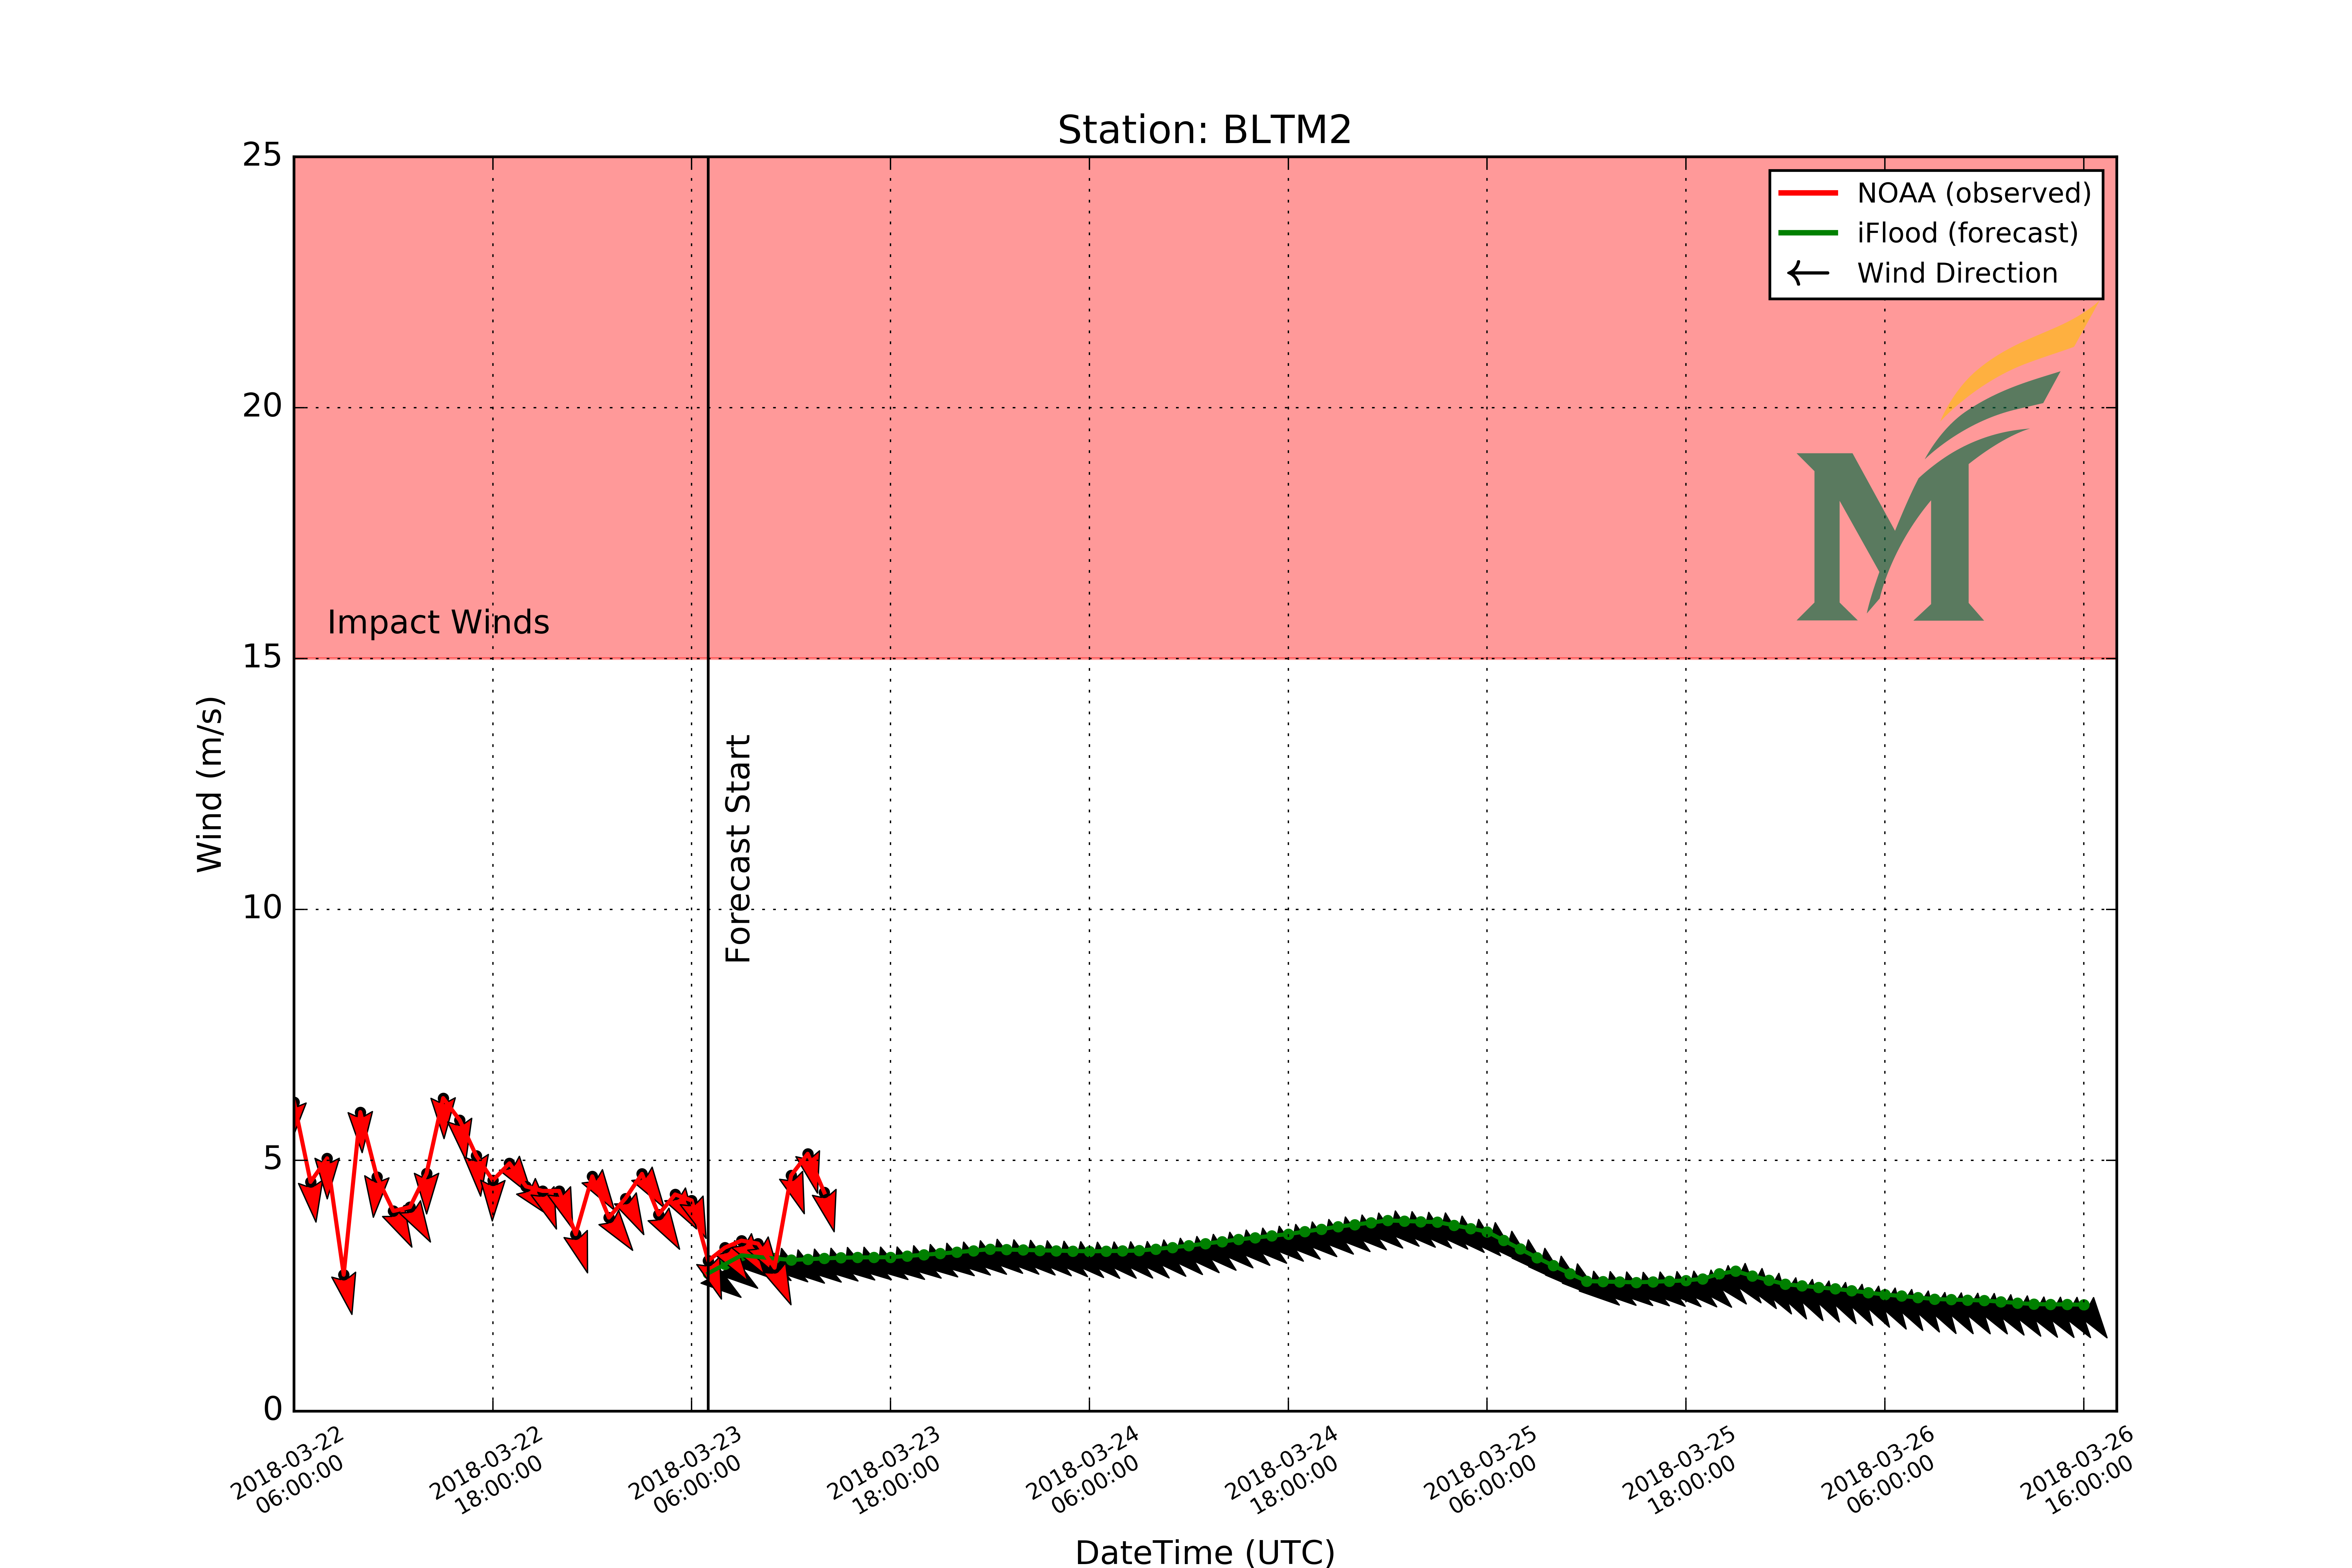 Station: BLTM2
25
20
15
10
5
0
Wind (m/s)
NOAA (observed)
iFlood (forecast)
Wind Direction
Impact Winds
Forecast Start
M
2018-03-22
06:00:00
2018-03-22
18:00:00
2018-03-23
06:00:00
2018-03-23
18:00:00
2018-03-24
06:00:00
2018-03-24
18:00:00
2018-03-25
06:00:00
2018-03-25
18:00:00
2018-03-26
06:00:00
2018-03-26
16:00:00
DateTime (UTC)